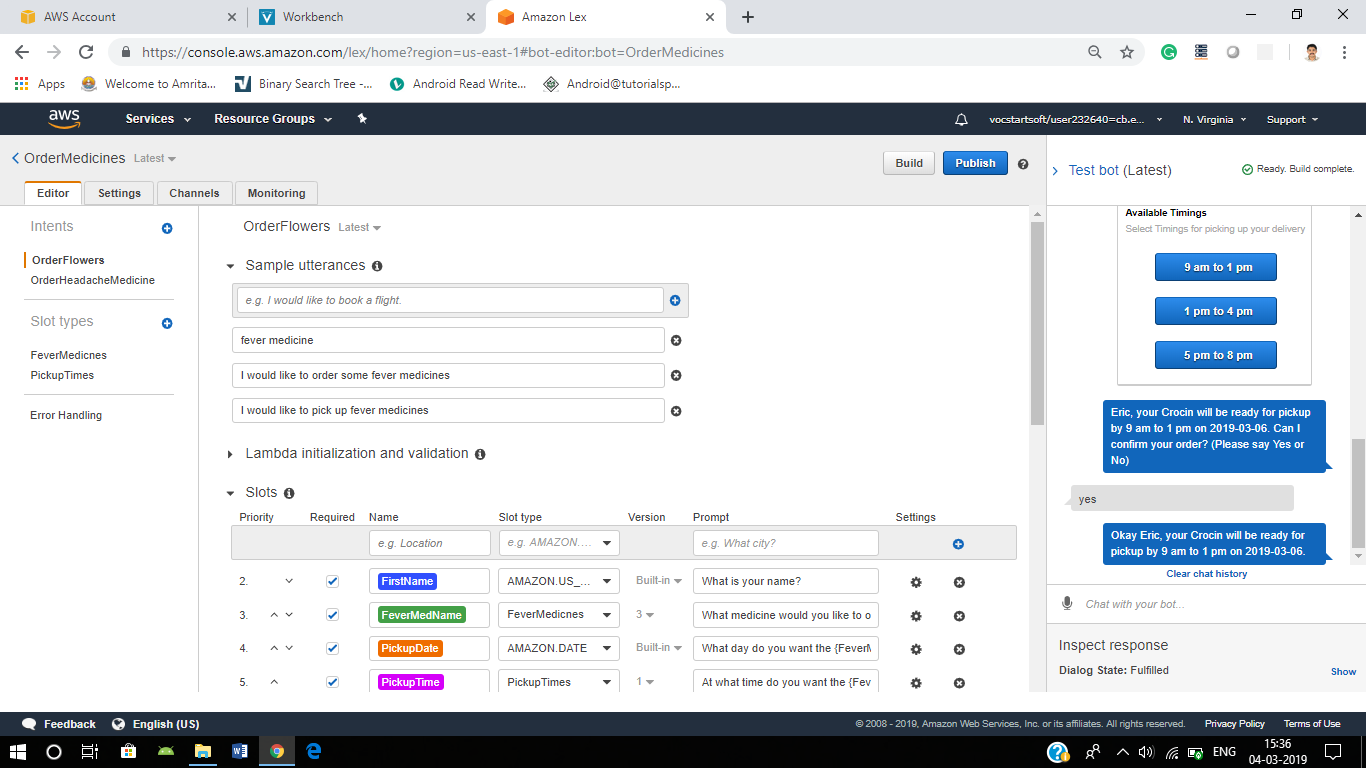 AWS Account
Workbench
Amazon Lex
https://console.aws.amazon.com/lex/home?region=us-east-1#bot-editor:bot=OrderMedicines
Apps
Welcome to Amrita...
Binary Search Tree -...
Android Read Write...
Android@tutorialsp...
aws
Services
Resource Groups
vocstartsoft/user232640=cb.e...
N. Virginia
Support
OrderMedicines
Latest
Build
Publish
Editor
Settings
Channels
Monitoring
Intents
OrderFlowers
OrderHeadacheMedicine
Slot types
FeverMedicnes
PickupTimes
Error Handling
OrderFlowers
Latest
Sample utterances
e.g. I would like to book a flight.
fever medicine
I would like to order some fever medicines
I would like to pick up fever medicines
Lambda initialization and validation
Slots
Priority Required Name Slot type Version Prompt Settings
e.g. Location e.g. AMAZON.... e.g. What city?
2. FirstName AMAZON.US_... Built-in What is your name?
3. FeverMedName FeverMedicnes 3 What medicine would you like to o
4. PickupDate AMAZON.DATE Built-in What day do you want the {FeverM
5. PickupTime PickupTimes 1 At what time do you want the {Fev
Test bot (Latest)
Ready. Build complete.
Available Timings
Select Timings for picking up your delivery
9 am to 1 pm
1 pm to 4 pm
5 pm to 8 pm
Eric, your Crocin will be ready for pickup
by 9 am to 1 pm on 2019-03-06. Can I
confirm your order? (Please say Yes or
No)
yes
Okay Eric, your Crocin will be ready for
pickup by 9 am to 1 pm on 2019-03-06.
Clear chat history
Chat with your bot...
Inspect response
Dialog State: Fulfilled
Show
Feedback
English (US)
© 2008 - 2019, Amazon Web Services, Inc. or its affiliates. All rights reserved.
Privacy Policy
Terms of Use
ENG
15:36
04-03-2019